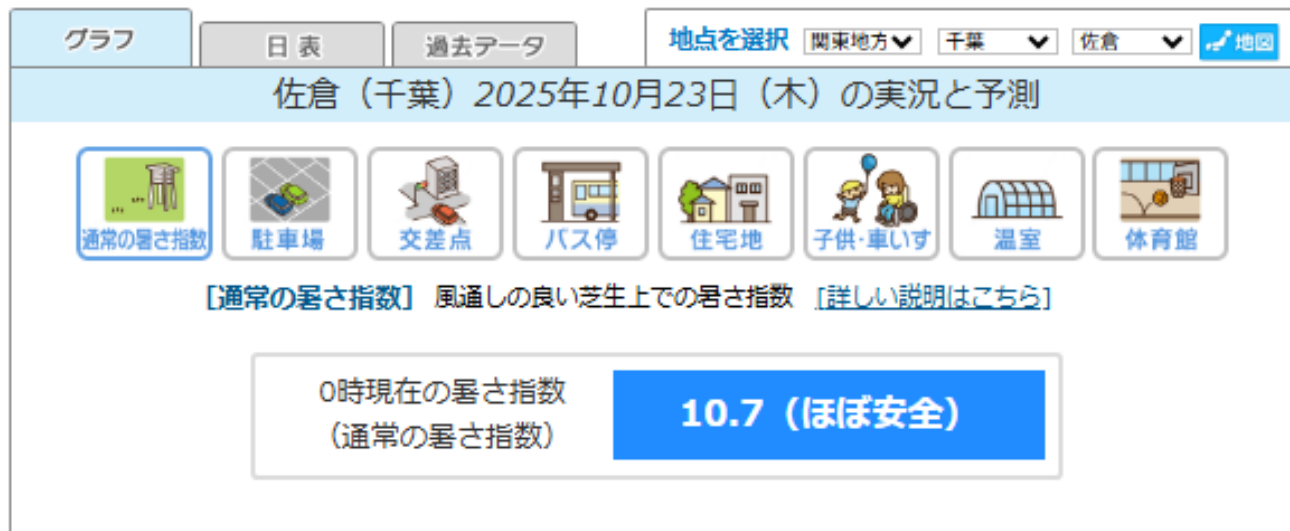 グラフ 日表 過去データ 地点を選択 関東地方 千葉 佐倉 地図
佐倉（千葉）2025年10月23日（木）の実況と予測
通常の暑さ指数 駐車場 交差点 バス停 住宅地 子供・車いす 温室 体育館
[通常の暑さ指数] 風通しの良い芝生上での暑さ指数 [詳しい説明はこちら]
0時現在の暑さ指数
（通常の暑さ指数）
10.7（ほぼ安全）